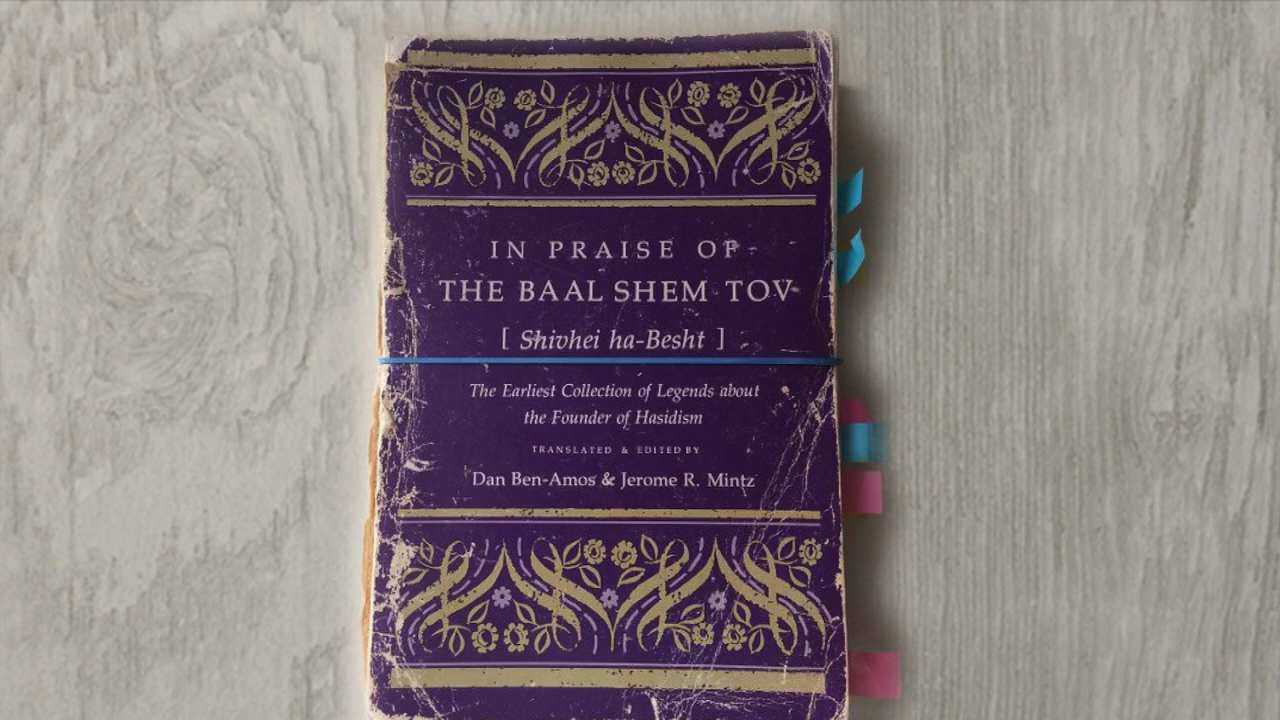 IN PRAISE OF
THE BAAL SHEM TOV
[ Shivhei ha-Besht ]
The Earliest Collection of Legends about
the Founder of Hasidism
TRANSLATED & EDITED BY
Dan Ben-Amos & Jerome R. Mintz